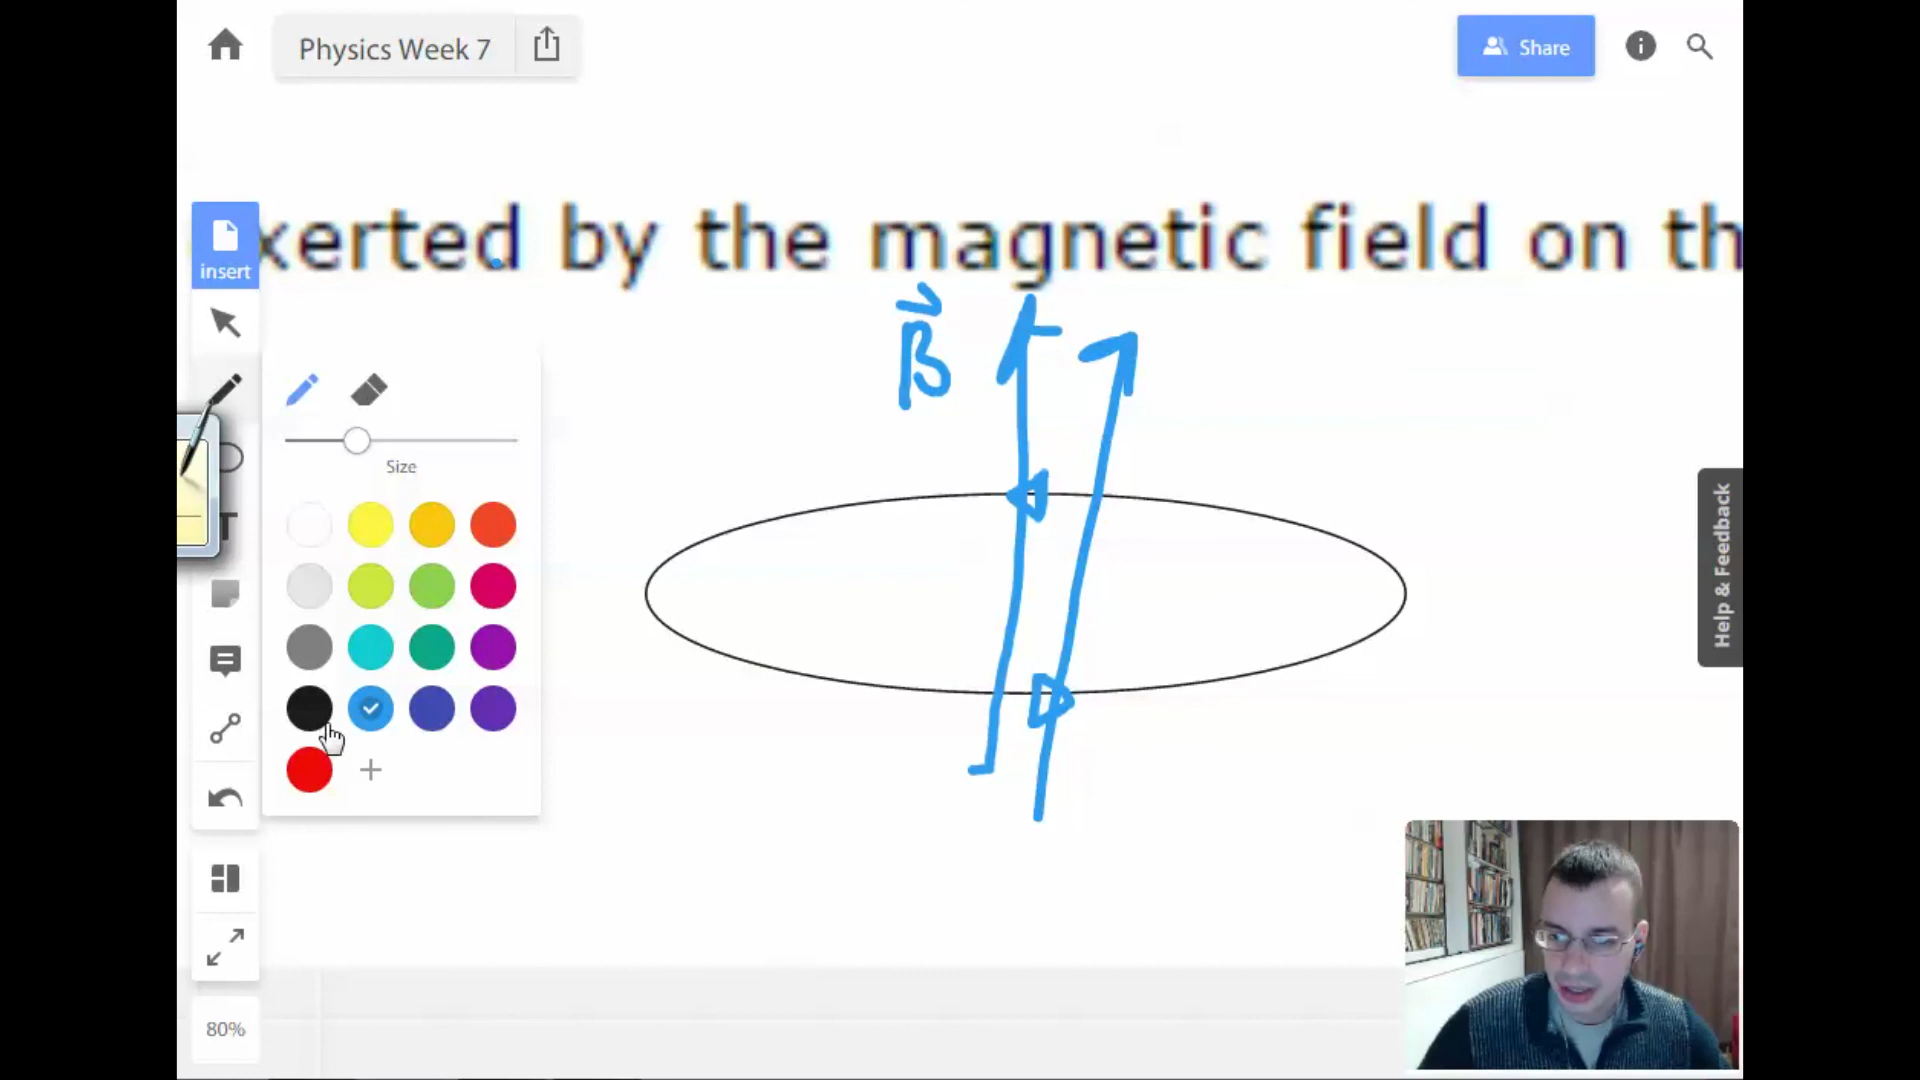 Physics Week 7
Share
xerted by the magnetic field on th
insert
B
Size
T
Help & Feedback
80%